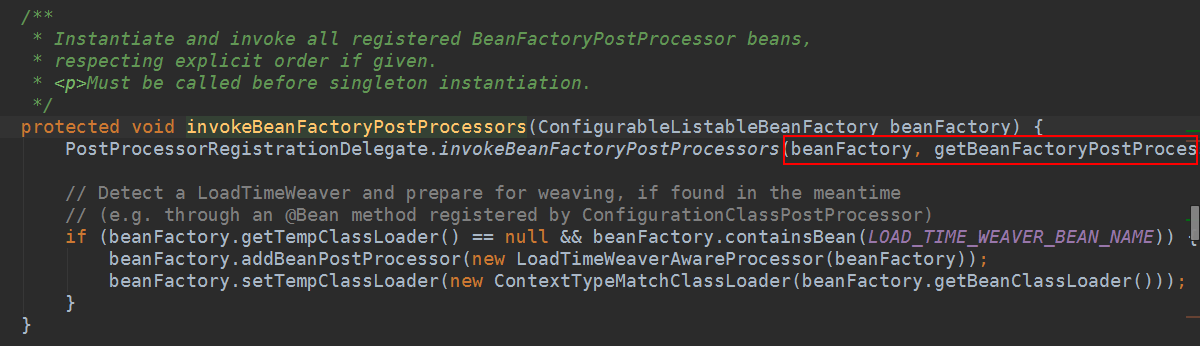 /**
 * Instantiate and invoke all registered BeanFactoryPostProcessor beans,
 * respecting explicit order if given.
 * <p>Must be called before singleton instantiation.
 */
protected void invokeBeanFactoryPostProcessors(ConfigurableListableBeanFactory beanFactory) {
    PostProcessorRegistrationDelegate.invokeBeanFactoryPostProcessors(beanFactory, getBeanFactoryPostProces
    // Detect a LoadTimeWeaver and prepare for weaving, if found in the meantime
    // (e.g. through an @Bean method registered by ConfigurationClassPostProcessor)
    if (beanFactory.getTempClassLoader() == null && beanFactory.containsBean(LOAD_TIME_WEAVER_BEAN_NAME)) {
        beanFactory.addBeanPostProcessor(new LoadTimeWeaverAwareProcessor(beanFactory));
        beanFactory.setTempClassLoader(new ContextTypeMatchClassLoader(beanFactory.getBeanClassLoader()));
    }
}